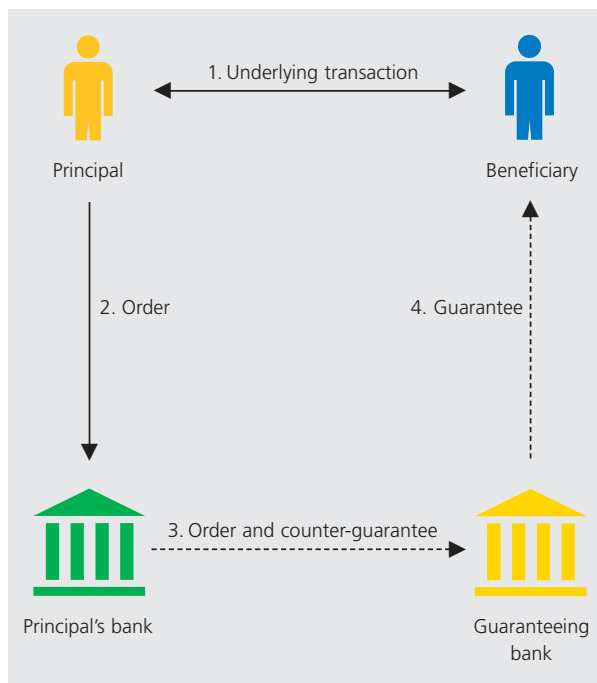 1. Underlying transaction
Principal
Beneficiary
2. Order
4. Guarantee
3. Order and counter-guarantee
Principal's bank
Guaranteeing
bank